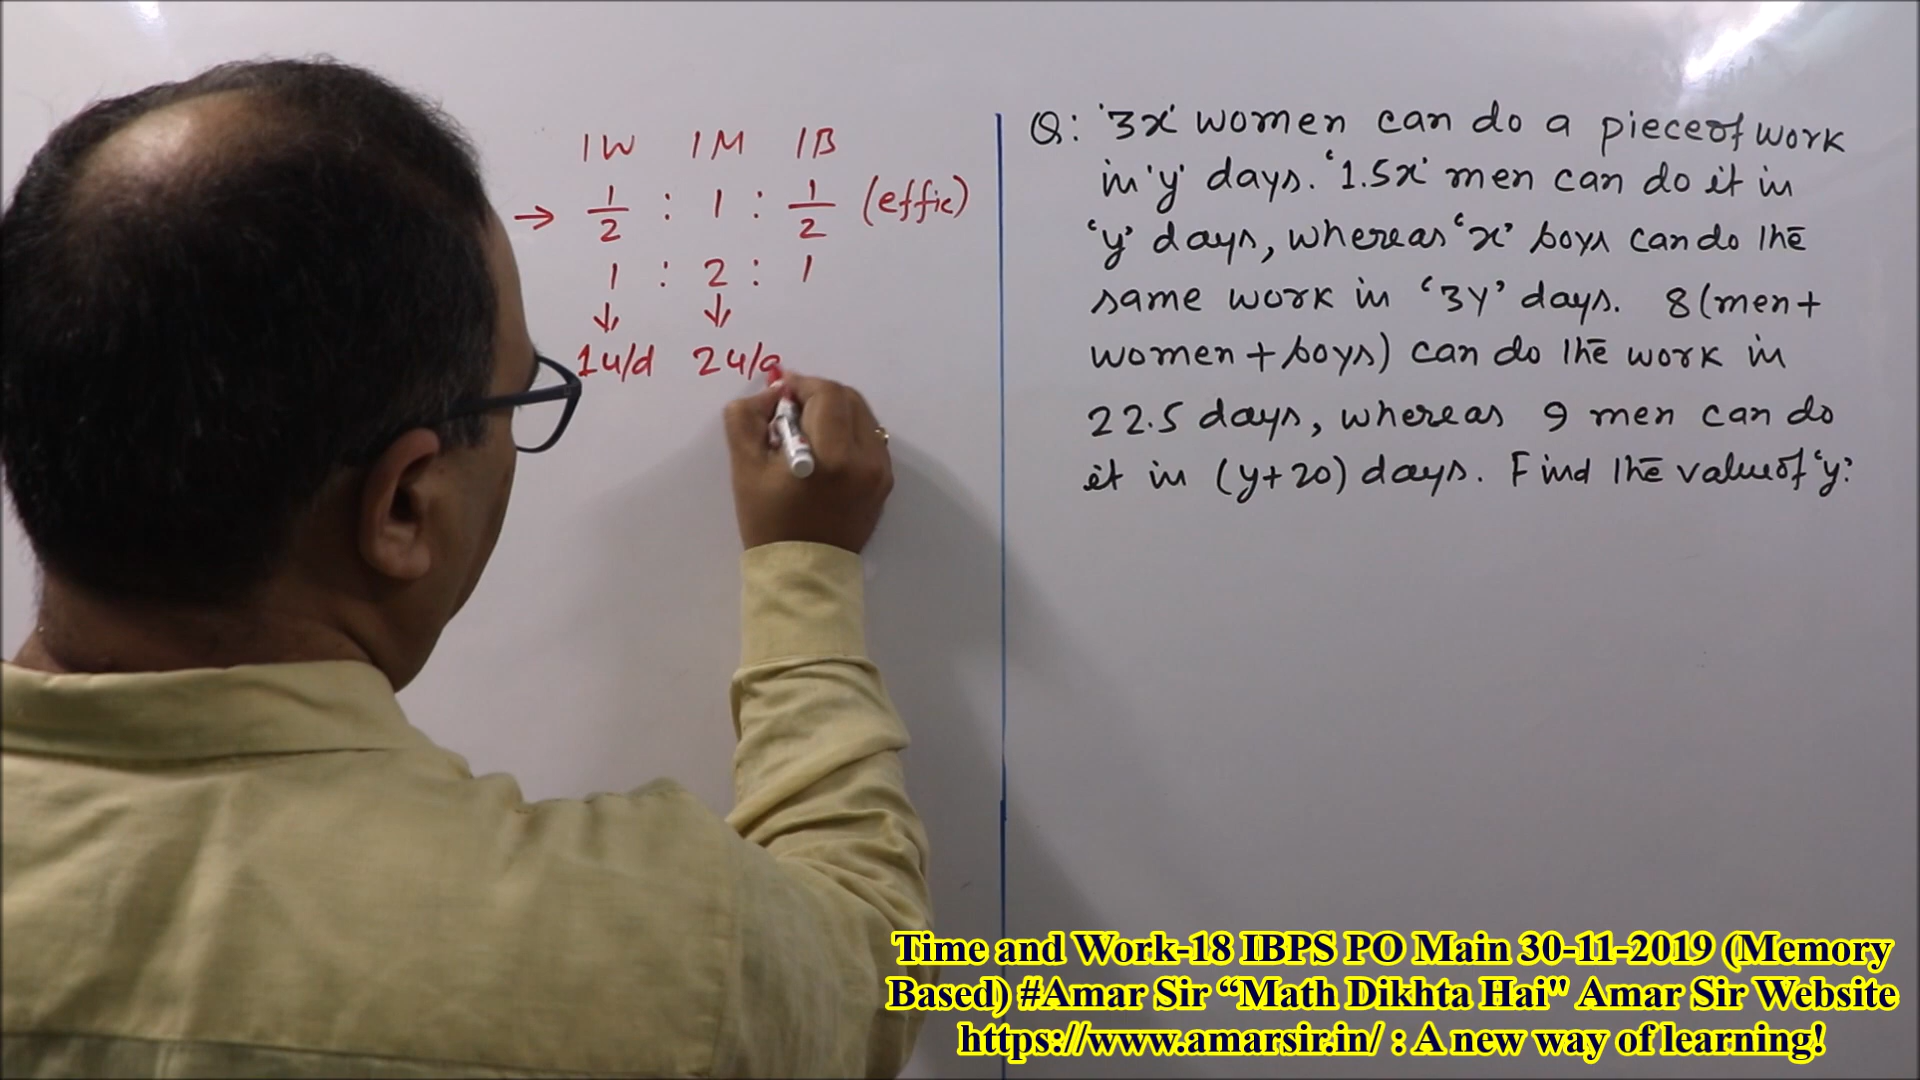 1W 1M 1B
→ 1/2 : 1 : 1/2 (effic)
1 : 2 : 1
↓ ↓
1u/d 2u/d
Q: '3x' women can do a piece of work
in 'y' days. '1.5x' men can do it in
'y' days, whereas 'x' boys can do the
same work in '3y' days. 8(men+
women+boys) can do the work in
22.5 days, whereas 9 men can do
it in (y+20) days. Find the value of 'y'.
Time and Work-18 IBPS PO Main 30-11-2019 (Memory
Based) #Amar Sir “Math Dikhta Hai" Amar Sir Website
https://www.amarsir.in/ : A new way of learning!